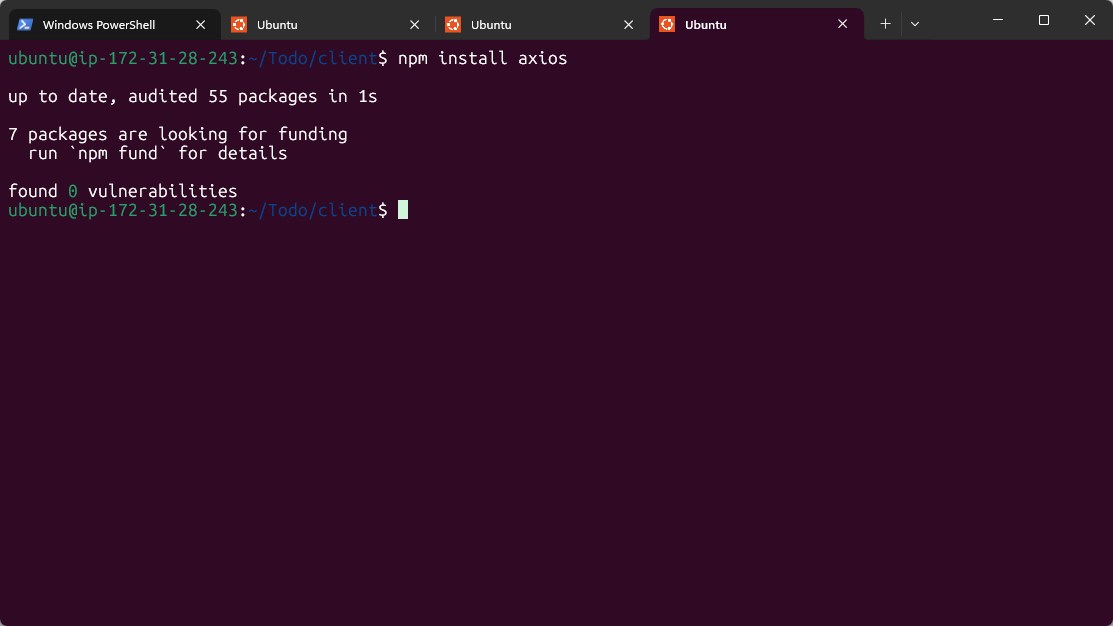 Windows PowerShell
Ubuntu
Ubuntu
Ubuntu
ubuntu@ip-172-31-28-243:~/Todo/client$ npm install axios
up to date, audited 55 packages in 1s
7 packages are looking for funding
  run `npm fund` for details
found 0 vulnerabilities
ubuntu@ip-172-31-28-243:~/Todo/client$